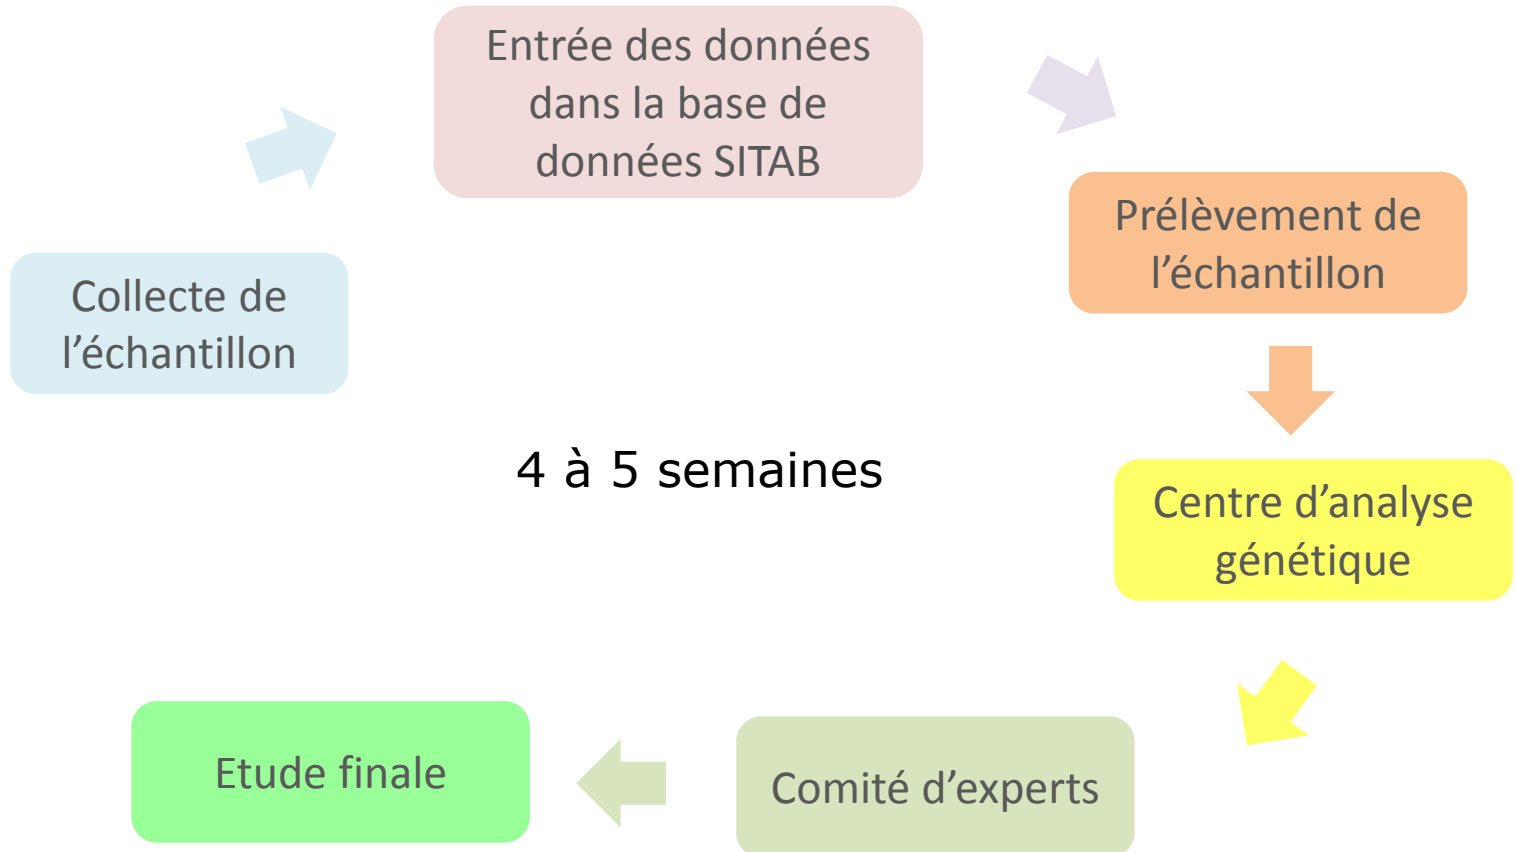 Entrée des données
dans la base de
données SITAB
Prélèvement de
l’échantillon
Collecte de
l’échantillon
4 à 5 semaines
Centre d’analyse
génétique
Comité d’experts
Etude finale